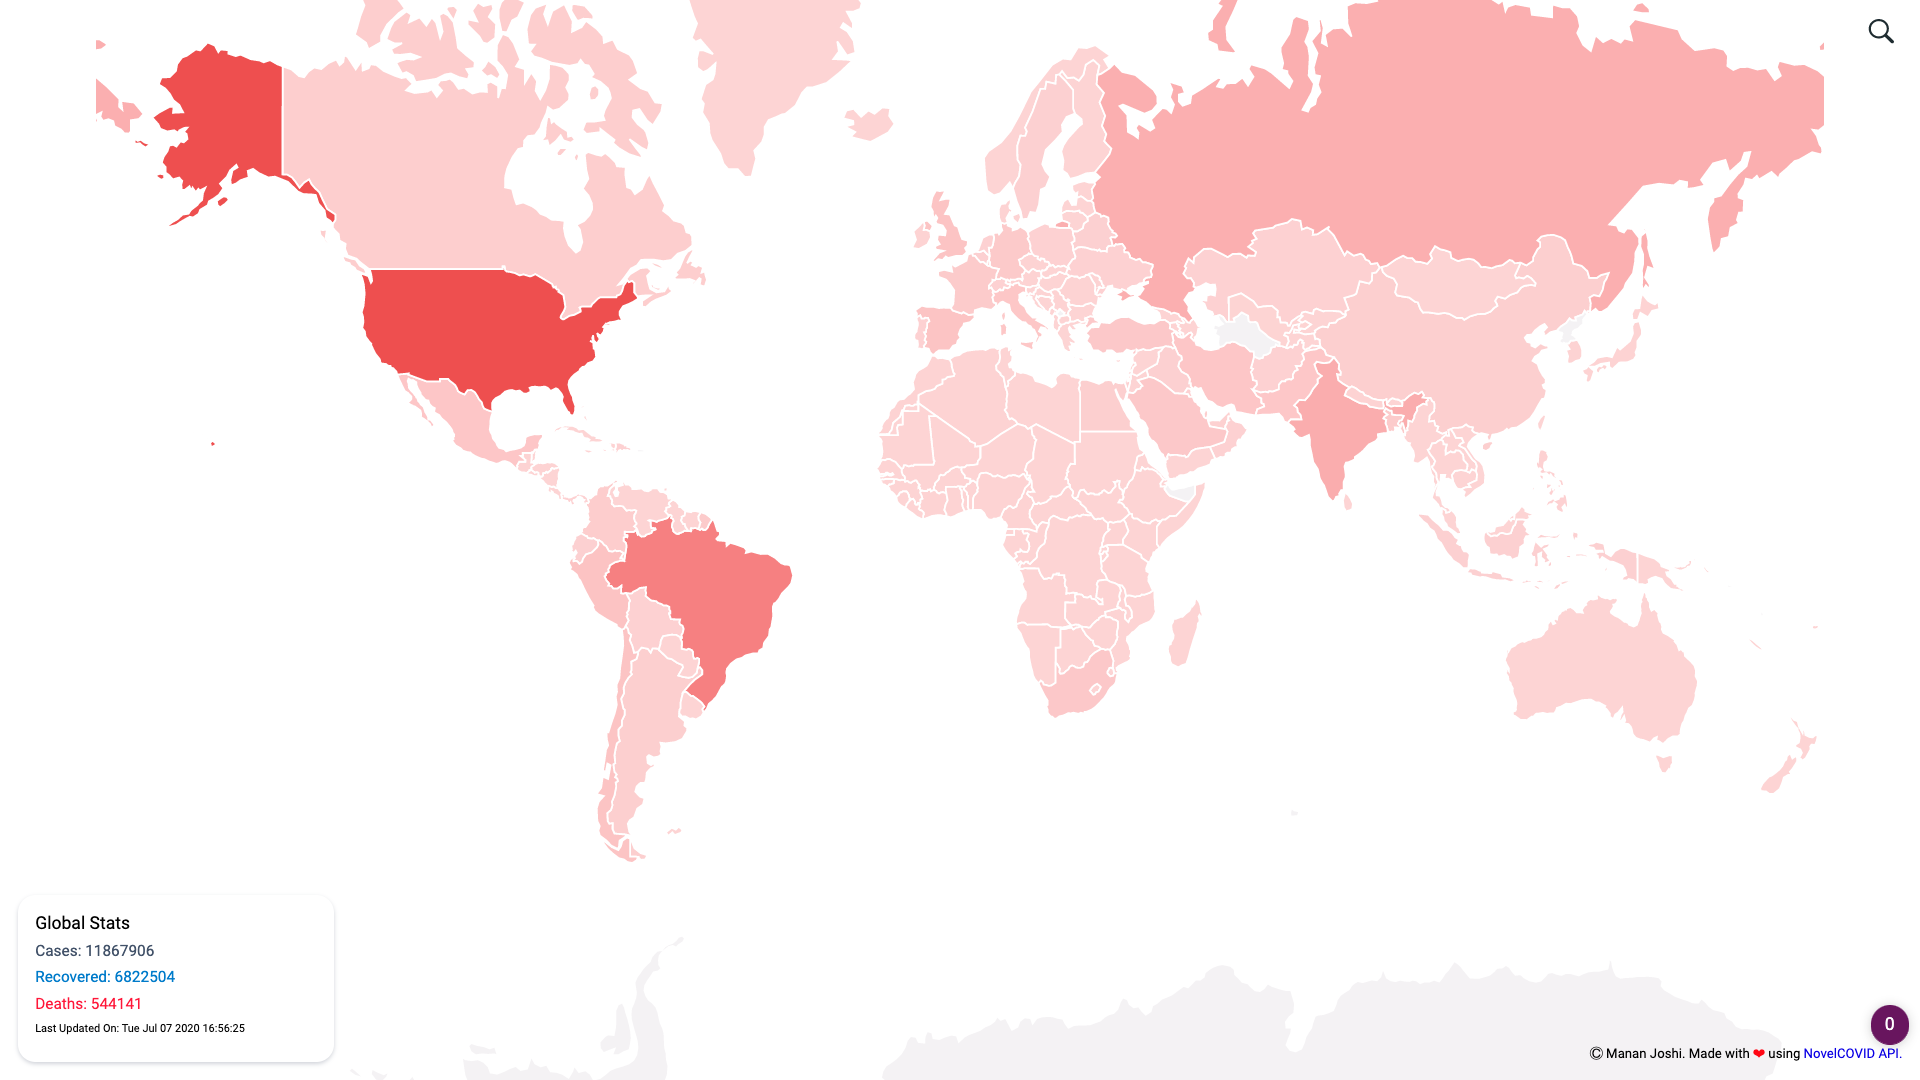 Global Stats
Cases: 11867906
Recovered: 6822504
Deaths: 544141
Last Updated On: Tue Jul 07 2020 16:56:25
0
© Manan Joshi. Made with ❤ using NovelCOVID API.